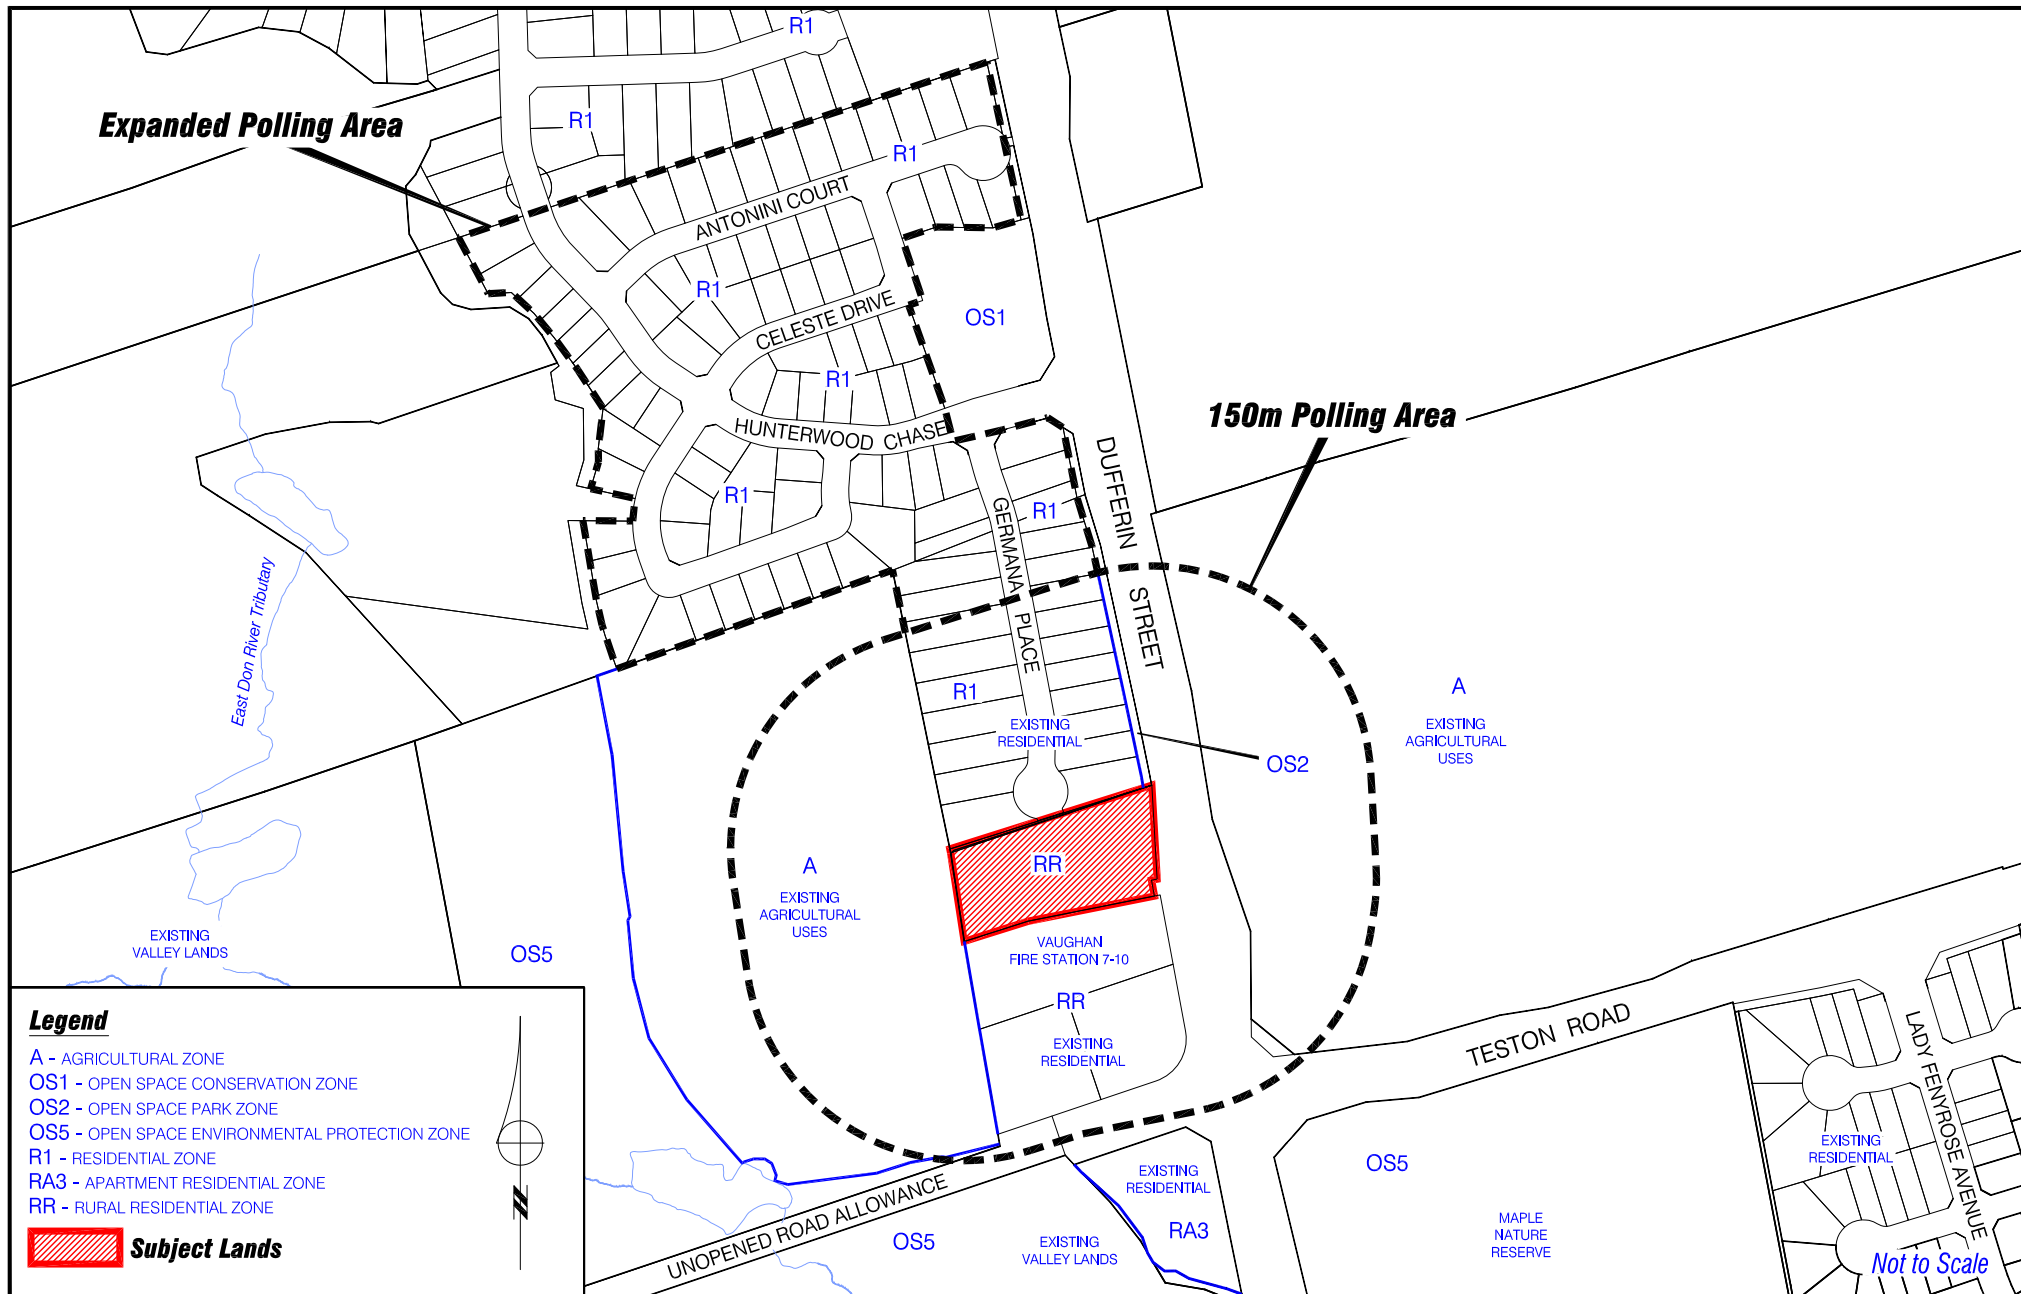 R1
Expanded Polling Area
R1
R1
ANTONINI COURT
R1
CELESTE DRIVE
OS1
R1
HUNTERWOOD CHASE
150m Polling Area
DUFFERIN STREET
R1
R1
GERMANA PLACE
East Don River Tributary
R1
EXISTING
RESIDENTIAL
A
EXISTING
AGRICULTURAL
USES
OS2
RR
A
EXISTING
AGRICULTURAL
USES
EXISTING
VALLEY LANDS
OS5
VAUGHAN
FIRE STATION 7-10
RR
EXISTING
RESIDENTIAL
TESTON ROAD
LADY FENYROSE AVENUE
EXISTING
RESIDENTIAL
EXISTING
RESIDENTIAL
RA3
OS5
MAPLE
NATURE
RESERVE
UNOPENED ROAD ALLOWANCE
OS5
EXISTING
VALLEY LANDS
Not to Scale
Legend
A - AGRICULTURAL ZONE
OS1 - OPEN SPACE CONSERVATION ZONE
OS2 - OPEN SPACE PARK ZONE
OS5 - OPEN SPACE ENVIRONMENTAL PROTECTION ZONE
R1 - RESIDENTIAL ZONE
RA3 - APARTMENT RESIDENTIAL ZONE
RR - RURAL RESIDENTIAL ZONE
Subject Lands
N